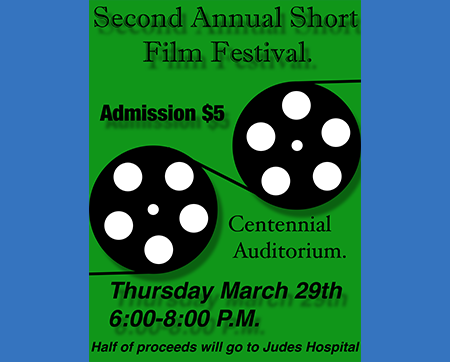 Second Annual Short
Film Festival.
Admission $5
Centennial
Auditorium.
Thursday March 29th
6:00-8:00 P.M.
Half of proceeds will go to Judes Hospital